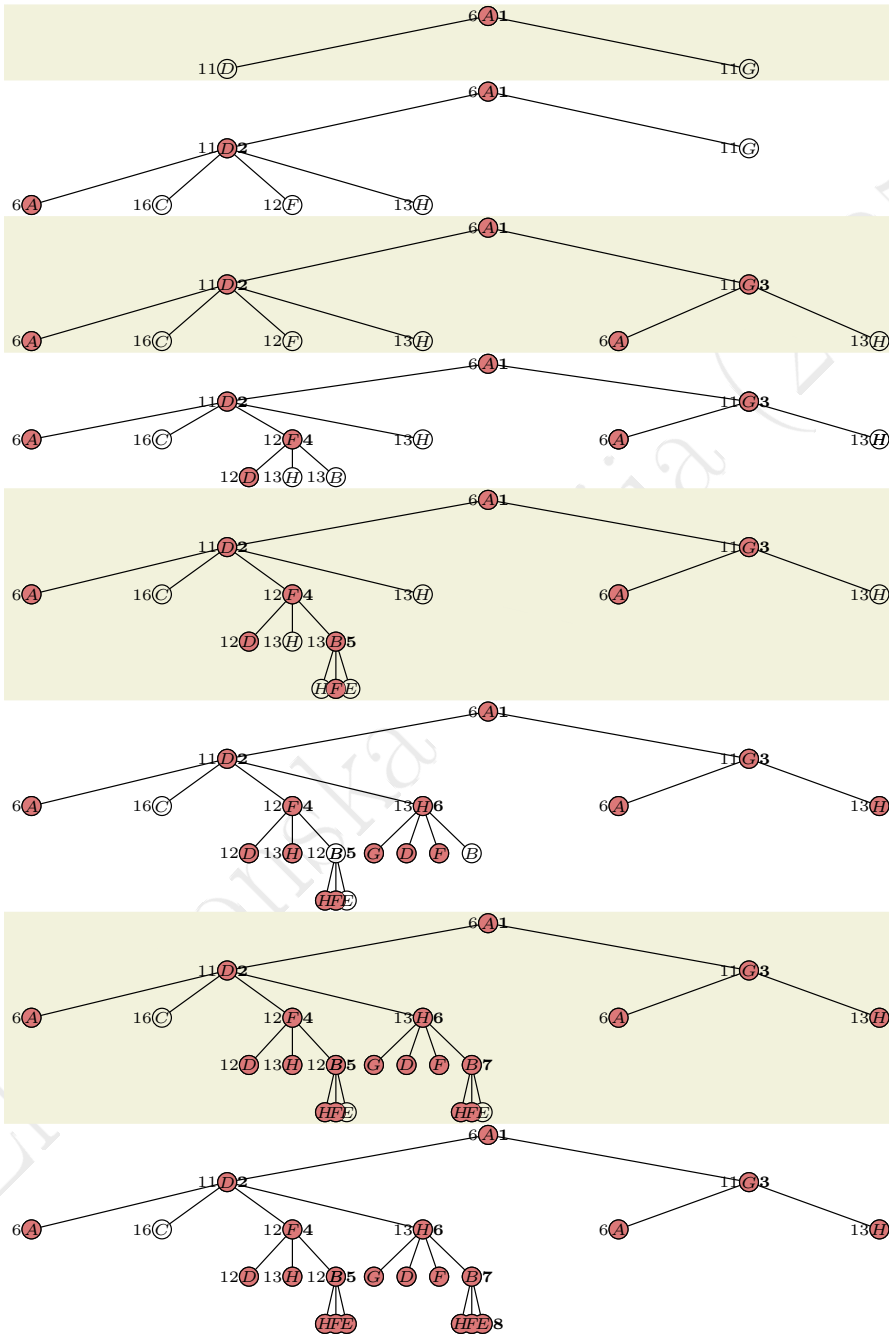 6 A 1
11 D 11 G
6 A 1
11 D 2 11 G
6 A 16 C 12 F 13 H
6 A 1
11 D 2 11 G 3
6 A 16 C 12 F 13 H 6 A 13 H
6 A 1
11 D 2 11 G 3
6 A 16 C 12 F 4 13 H 6 A 13 H
12 D 13 H 13 B
6 A 1
11 D 2 11 G 3
6 A 16 C 12 F 4 13 H 6 A 13 H
12 D 13 H 13 B 5
H F E
6 A 1
11 D 2 11 G 3
6 A 16 C 12 F 4 13 H 6 6 A 13 H
12 D 13 H 12 B 5 G D F B
H F E
6 A 1
11 D 2 11 G 3
6 A 16 C 12 F 4 13 H 6 6 A 13 H
12 D 13 H 12 B 5 G D F B 7
H F E H F E
6 A 1
11 D 2 11 G 3
6 A 16 C 12 F 4 13 H 6 6 A 13 H
12 D 13 H 12 B 5 G D F B 7
H F E H F E 8